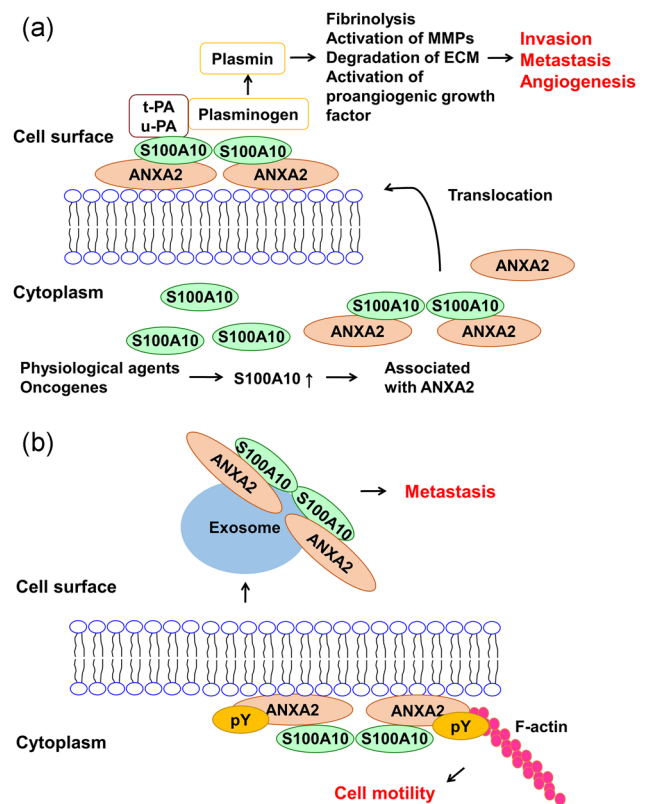 (a)
Fibrinolysis
Activation of MMPs
Degradation of ECM
Activation of
proangiogenic growth
factor
Invasion
Metastasis
Angiogenesis
Plasmin
t-PA
u-PA
Plasminogen
Cell surface
S100A10 S100A10
ANXA2 ANXA2
Translocation
ANXA2
Cytoplasm
S100A10
S100A10 S100A10
S100A10 S100A10
ANXA2 ANXA2
Physiological agents
Oncogenes
S100A10 ↑
Associated
with ANXA2
(b)
S100A10
ANXA2
S100A10
ANXA2
Exosome
Metastasis
Cell surface
ANXA2 ANXA2
pY pY
S100A10 S100A10
F-actin
Cytoplasm
Cell motility